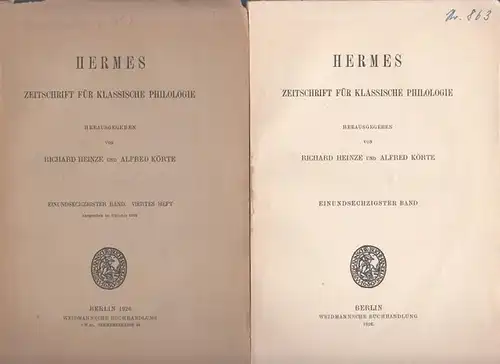 HERMES
ZEITSCHRIFT FÜR KLASSISCHE PHILOLOGIE
HERAUSGEGEBEN
VON
RICHARD HEINZE UND ALFRED KÖRTE
EINUNDSECHZIGSTER BAND. VIERTES HEFT
BERLIN 1926
WEIDMANNSCHE BUCHHANDLUNG
Nr. 863
HERMES
ZEITSCHRIFT FÜR KLASSISCHE PHILOLOGIE
HERAUSGEGEBEN
VON
RICHARD HEINZE UND ALFRED KÖRTE
EINUNDSECHZIGSTER BAND
BERLIN
WEIDMANNSCHE BUCHHANDLUNG
1926.